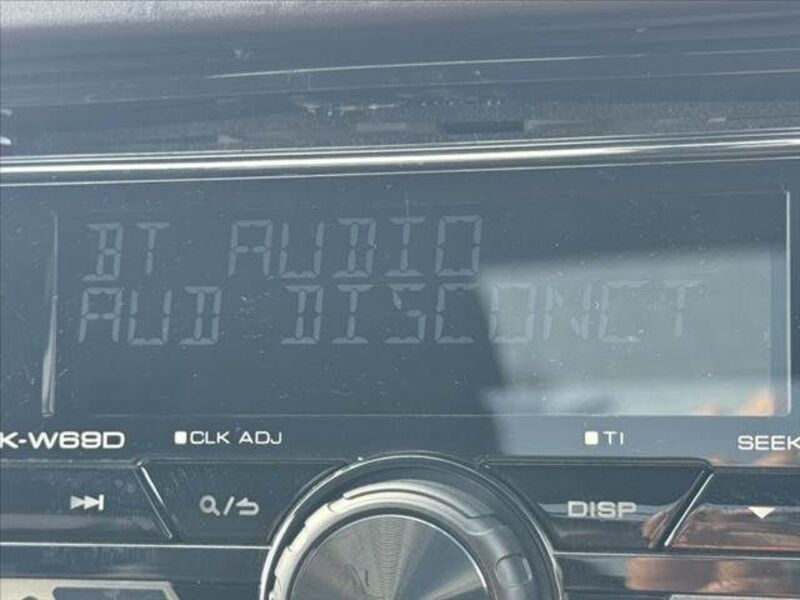 BT AUDIO
AUD DISCONCT
K-W69D CLK ADJ TI SEEK
DISP